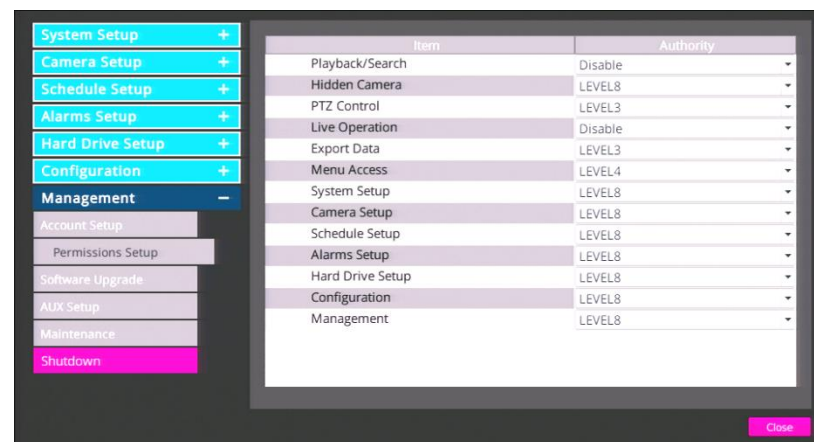 System Setup +
Camera Setup +
Schedule Setup +
Alarms Setup +
Hard Drive Setup +
Configuration +
Management −
Account Setup
Permissions Setup
Software Upgrade
AUX Setup
Maintenance
Shutdown
Item Authority
Playback/Search Disable
Hidden Camera LEVEL8
PTZ Control LEVEL3
Live Operation Disable
Export Data LEVEL3
Menu Access LEVEL4
System Setup LEVEL8
Camera Setup LEVEL8
Schedule Setup LEVEL8
Alarms Setup LEVEL8
Hard Drive Setup LEVEL8
Configuration LEVEL8
Management LEVEL8
Close